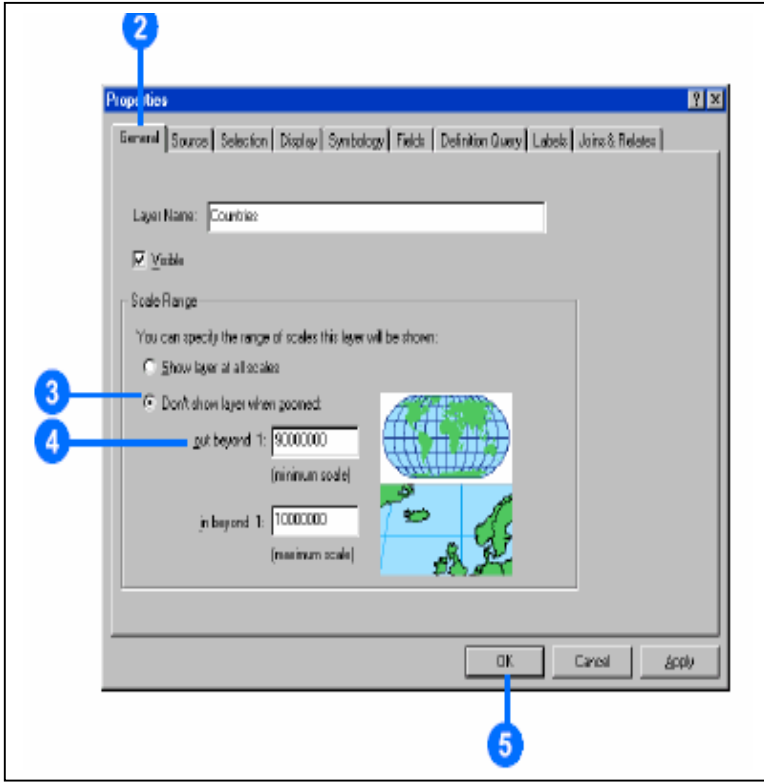 2
Properties
General Source Selection Display Symbology Fields Definition Query Labels Joins & Relates
Layer Name: Countries
Visible
Scale Range
You can specify the range of scales this layer will be shown:
Show layer at all scales
3
Don't show layer when zoomed:
4
out beyond 1: 90000000
(minimum scale)
in beyond 1: 10000000
(maximum scale)
OK Cancel Apply
5